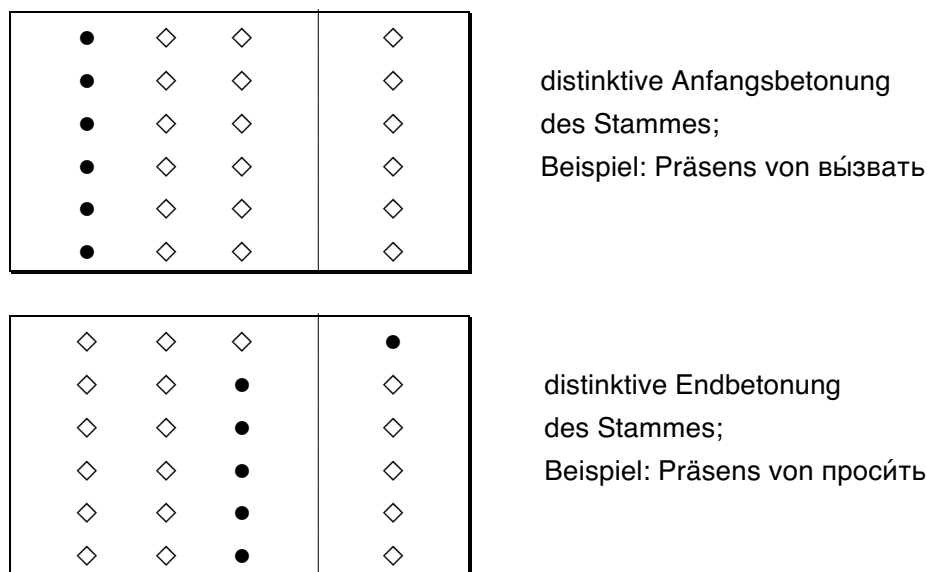 distinktive Anfangsbetonung
des Stammes;
Beispiel: Präsens von вы́звать
distinktive Endbetonung
des Stammes;
Beispiel: Präsens von проси́ть